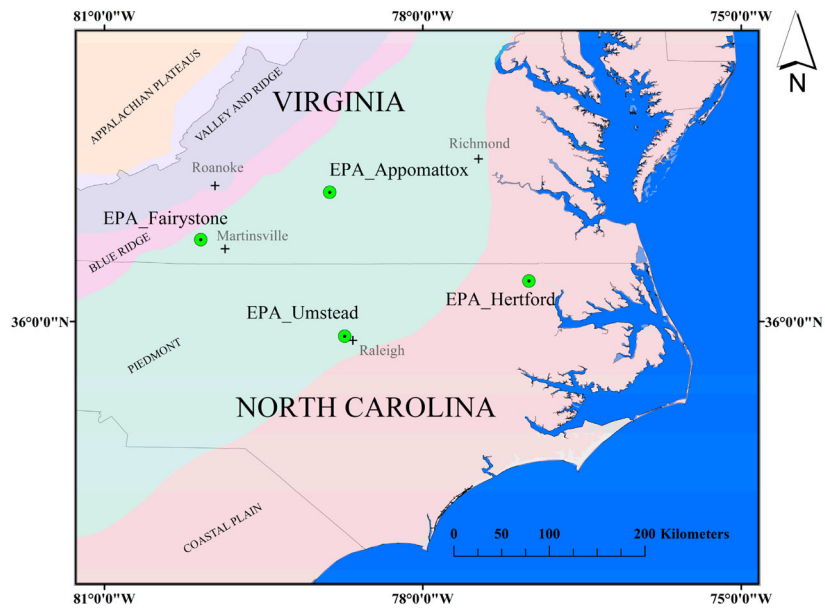 81°0'0"W
78°0'0"W
75°0'0"W
N
APPALACHIAN PLATEAUS
VALLEY AND RIDGE
VIRGINIA
Richmond
Roanoke
EPA_Appomattox
EPA_Fairystone
Martinsville
BLUE RIDGE
EPA_Hertford
EPA_Umstead
36°0'0"N
36°0'0"N
Raleigh
PIEDMONT
NORTH CAROLINA
COASTAL PLAIN
0 50 100 200 Kilometers
81°0'0"W
78°0'0"W
75°0'0"W